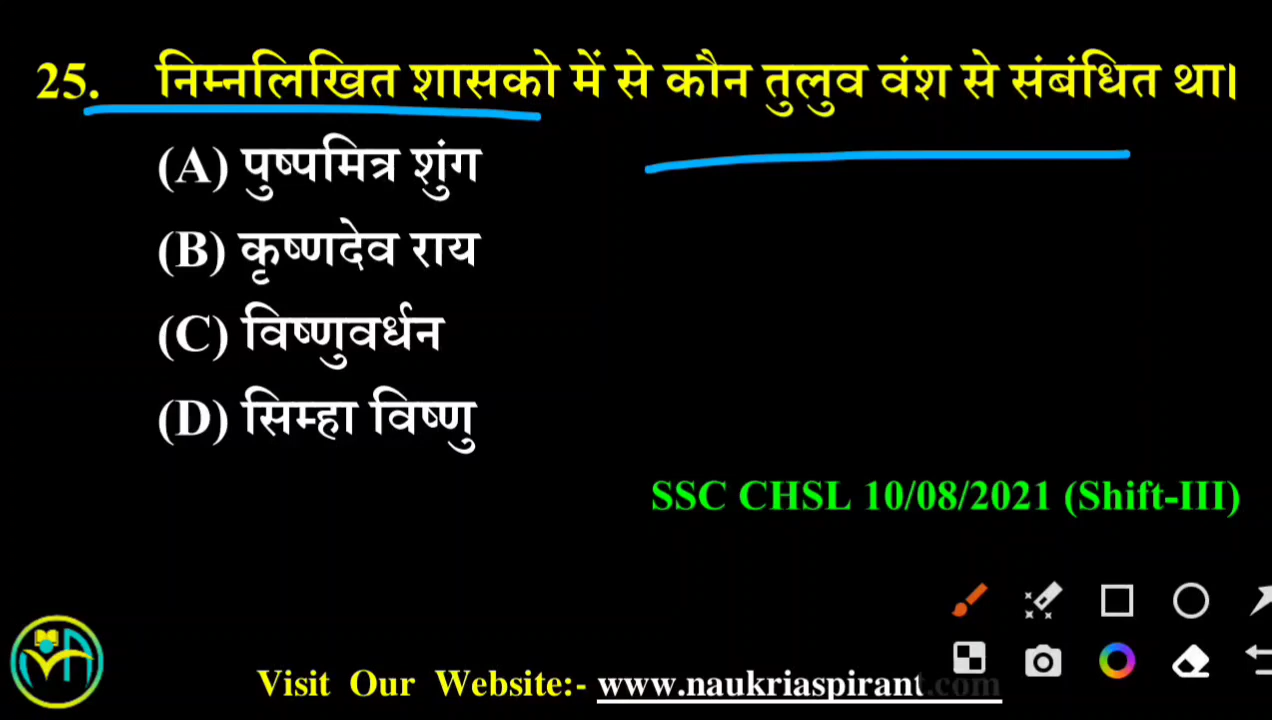 25. निम्नलिखित शासको में से कौन तुलुव वंश से संबंधित था।
(A) पुष्पमित्र शुंग
(B) कृष्णदेव राय
(C) विष्णुवर्धन
(D) सिम्हा विष्णु
SSC CHSL 10/08/2021 (Shift-III)
Visit Our Website:- www.naukriaspirant.com